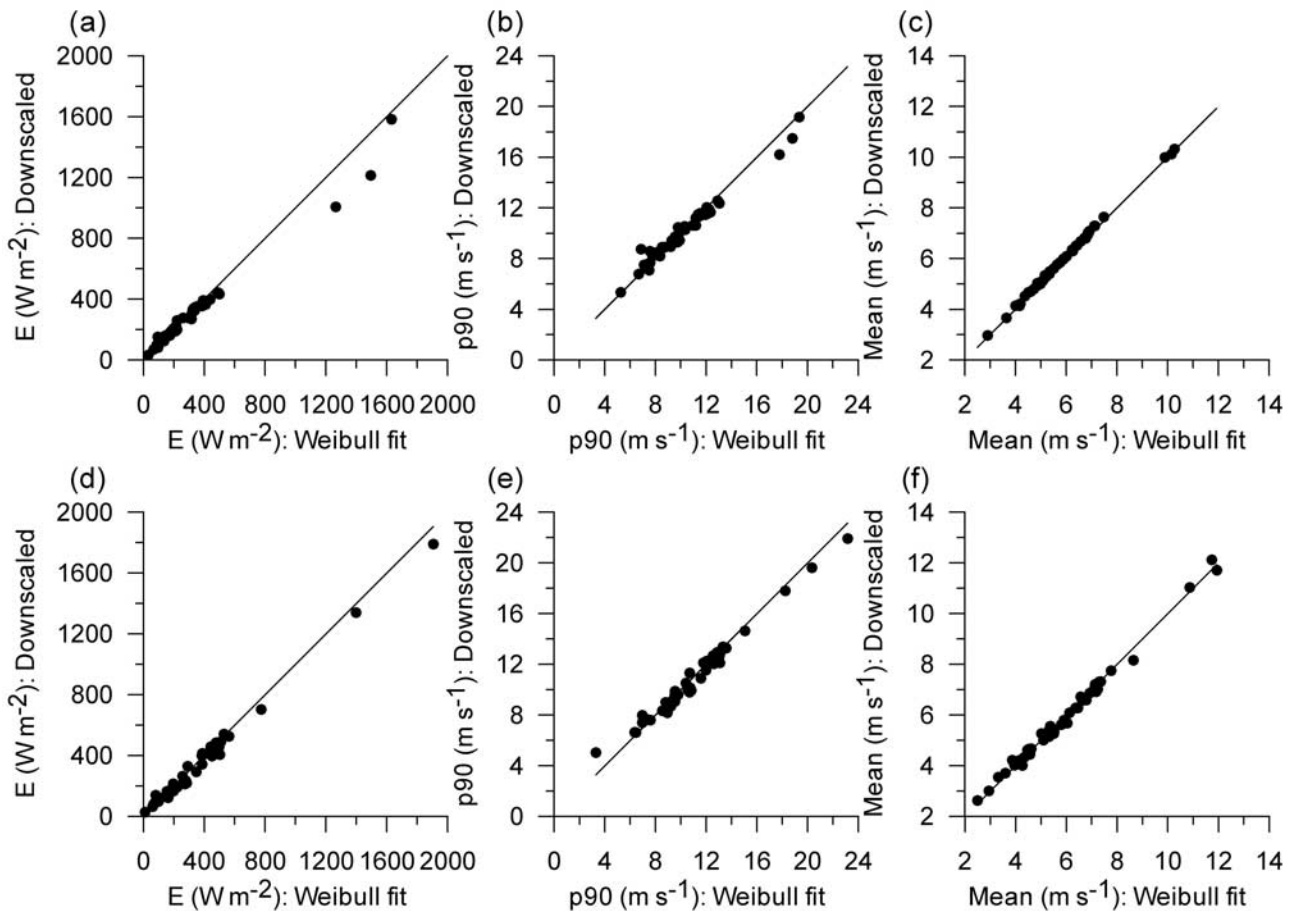 (a)
2000
1600
1200
800
400
0
E (W m-2): Downscaled
0 400 1200 1600 2000
E (W m-2): Weibull fit
(b)
24
20
16
12
8
4
0
p90 (m s-1): Downscaled
0 4 8 12 16 20 24
p90 (m s-1): Weibull fit
(c)
14
12
10
8
6
4
2
Mean (m s-1): Downscaled
2 4 6 8 10 12 14
Mean (m s-1): Weibull fit
(d)
2000
1600
1200
800
400
0
E (W m-2): Downscaled
0 400 800 1200 1600 2000
E (W m-2): Weibull fit
(e)
24
20
16
12
8
4
0
p90 (m s-1): Downscaled
0 4 8 12 16 20 24
p90 (m s-1): Weibull fit
(f)
14
12
10
8
6
4
2
Mean (m s-1): Downscaled
2 4 6 8 10 12 14
Mean (m s-1): Weibull fit